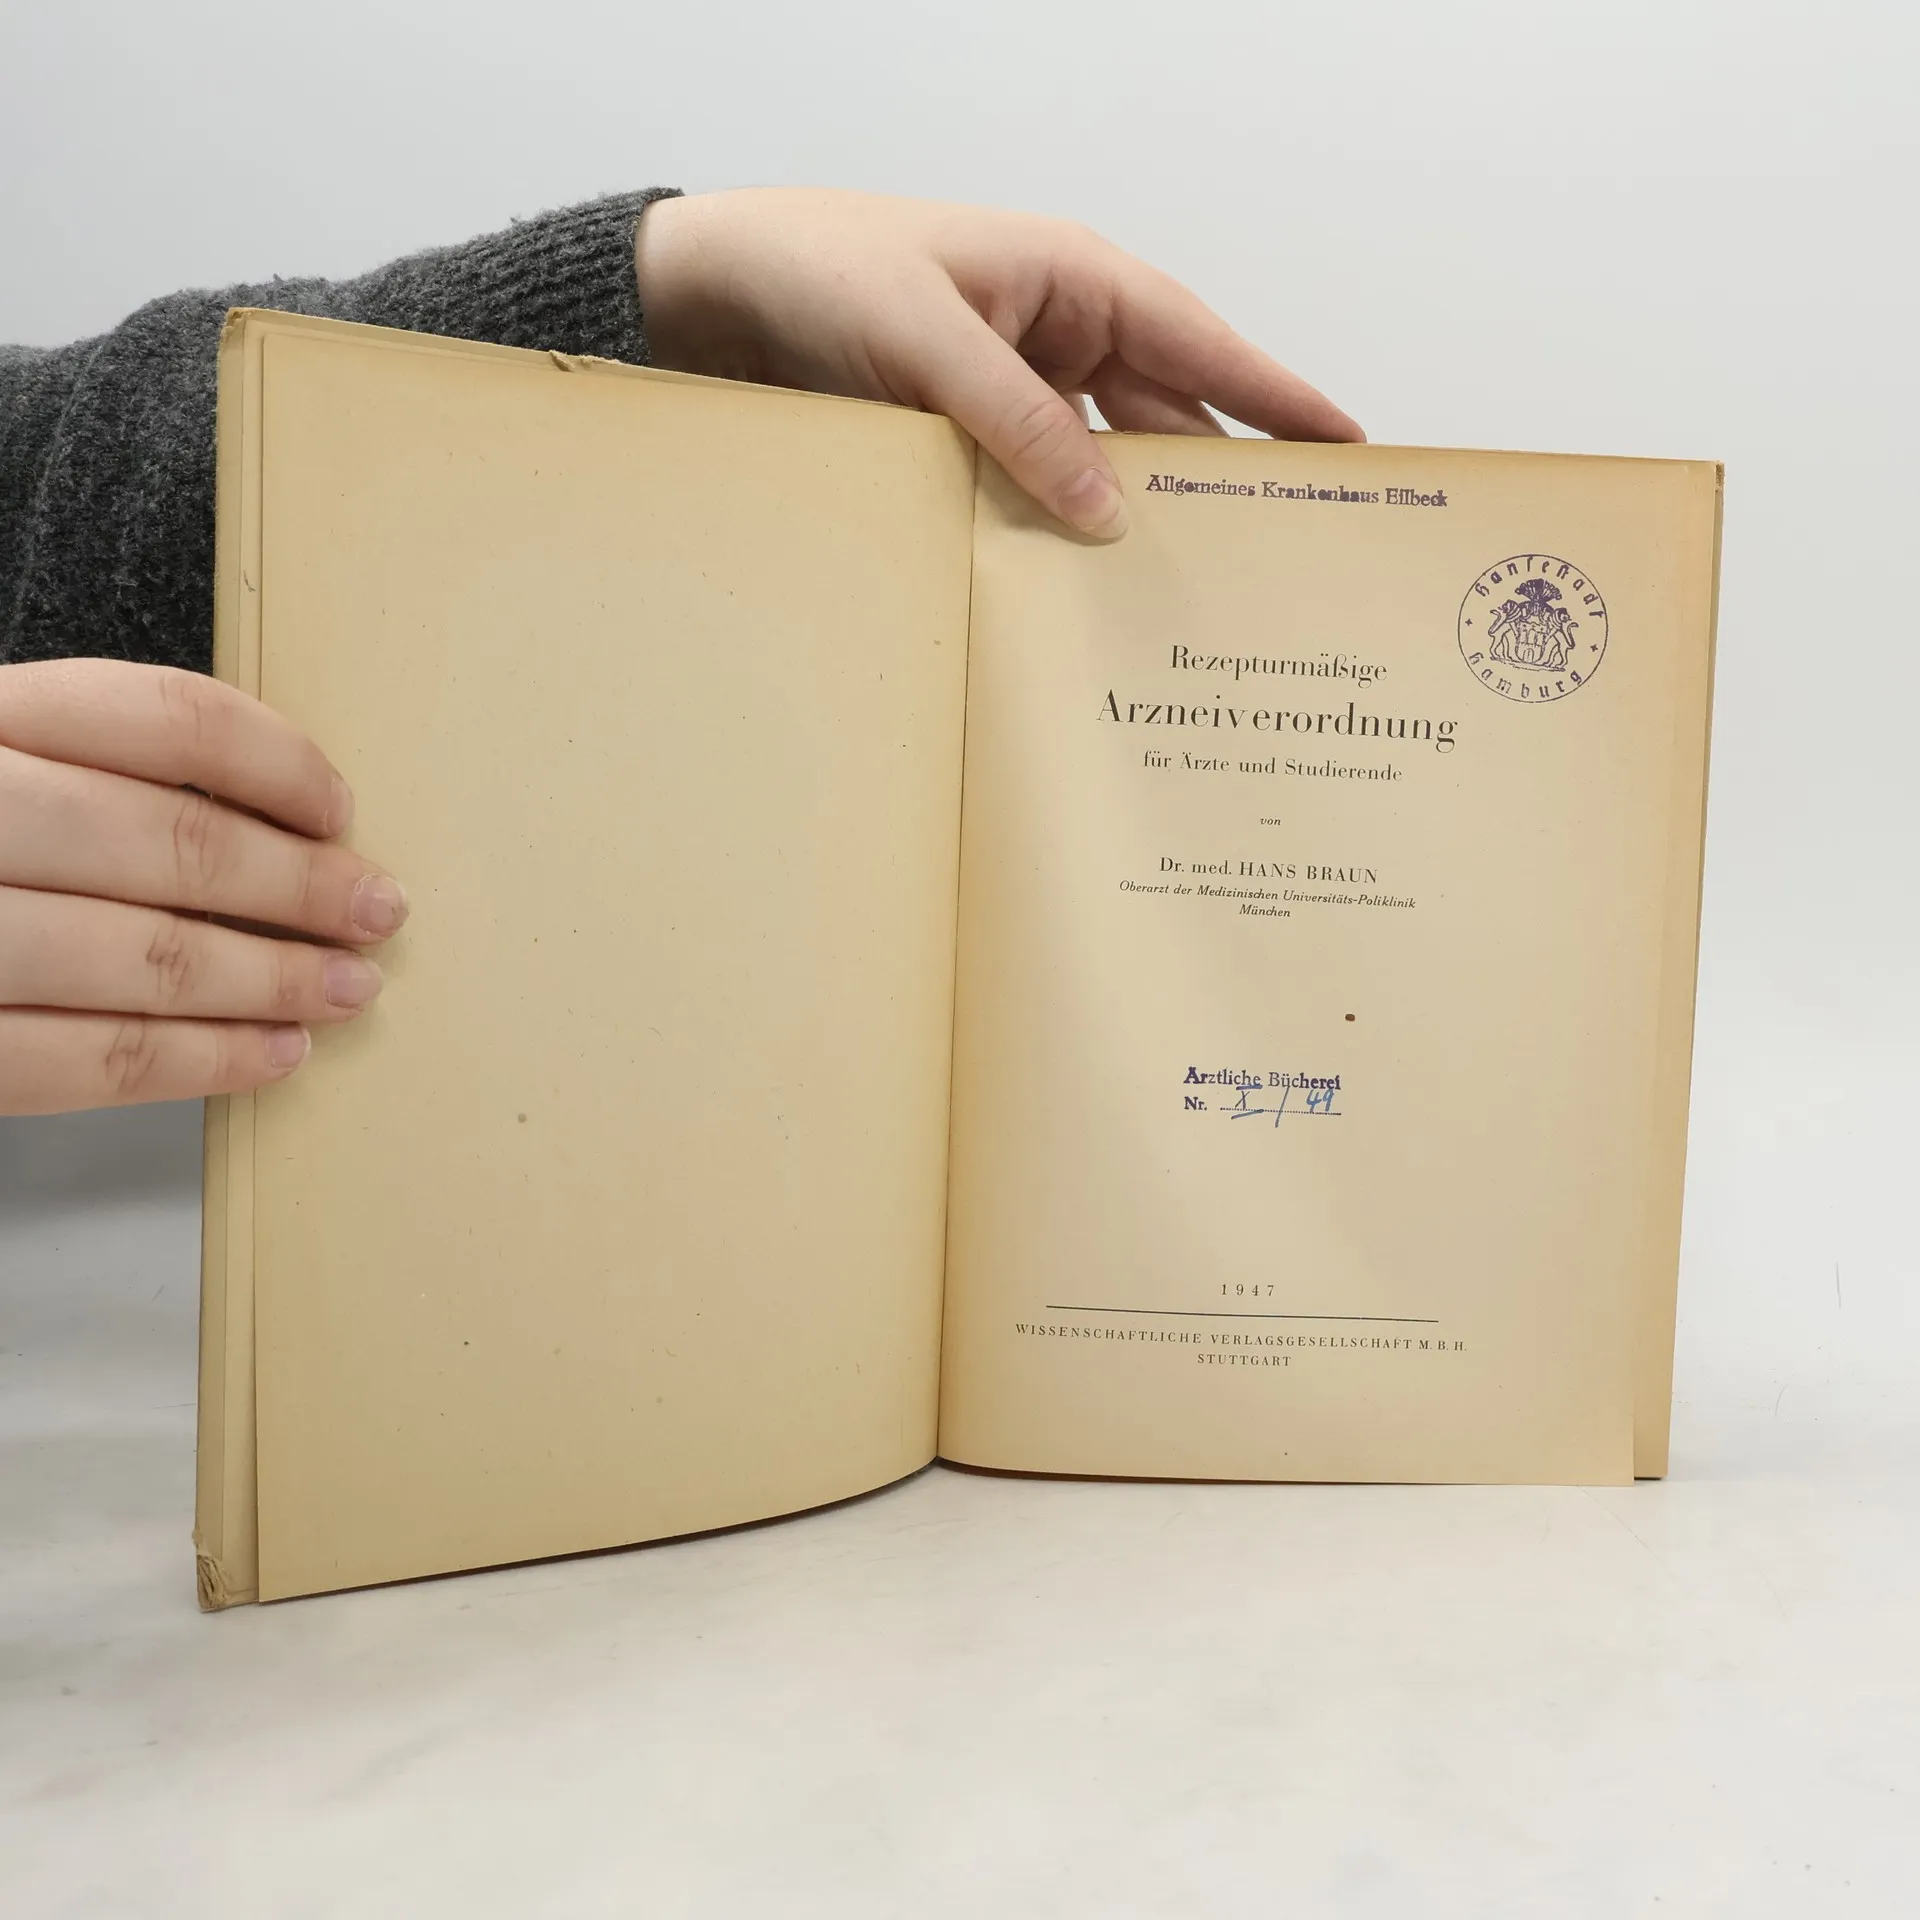 Allgemeines Krankenhaus Eilbeck
Hansestadt
Hamburg
Rezepturmäßige
Arzneiverordnung
für Ärzte und Studierende
von
Dr. med. HANS BRAUN
Oberarzt der Medizinischen Universitäts-Poliklinik
München
Ärztliche Bücherei
Nr. X / 49
1947
WISSENSCHAFTLICHE VERLAGSGESELLSCHAFT M. B. H.
STUTTGART